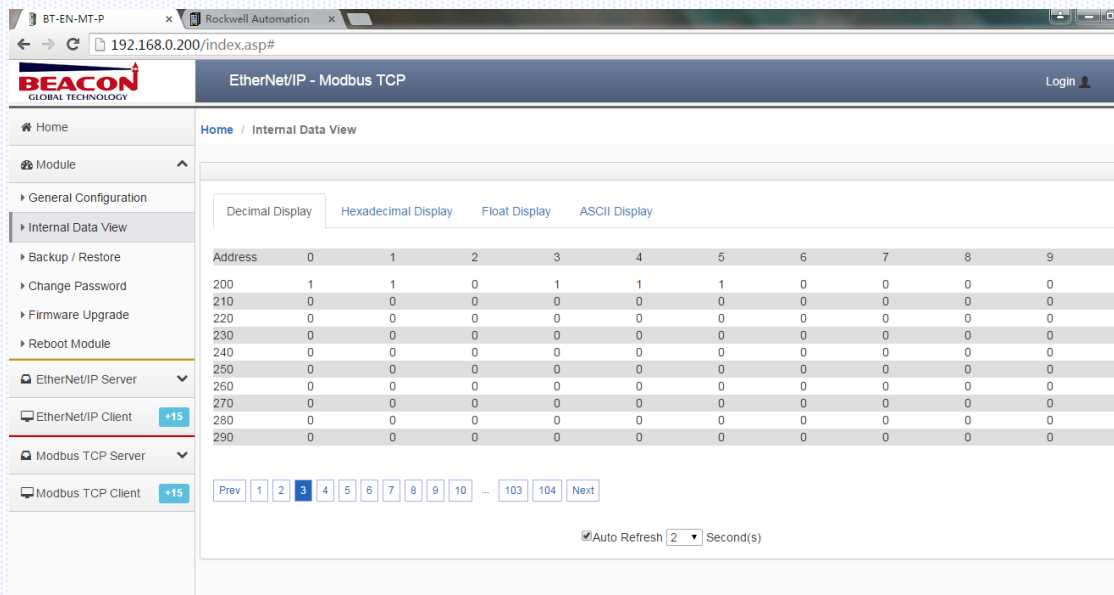 BT-EN-MT-P × Rockwell Automation ×
192.168.0.200/index.asp#
BEACON
GLOBAL TECHNOLOGY
EtherNet/IP - Modbus TCP Login
Home
Home / Internal Data View
Module
General Configuration
Internal Data View
Backup / Restore
Change Password
Firmware Upgrade
Reboot Module
EtherNet/IP Server
EtherNet/IP Client +15
Modbus TCP Server
Modbus TCP Client +15
Decimal Display Hexadecimal Display Float Display ASCII Display
Address 0 1 2 3 4 5 6 7 8 9
200 1 1 0 1 1 1 0 0 0 0
210 0 0 0 0 0 0 0 0 0 0
220 0 0 0 0 0 0 0 0 0 0
230 0 0 0 0 0 0 0 0 0 0
240 0 0 0 0 0 0 0 0 0 0
250 0 0 0 0 0 0 0 0 0 0
260 0 0 0 0 0 0 0 0 0 0
270 0 0 0 0 0 0 0 0 0 0
280 0 0 0 0 0 0 0 0 0 0
290 0 0 0 0 0 0 0 0 0 0
Prev 1 2 3 4 5 6 7 8 9 10 ... 103 104 Next
Auto Refresh 2 Second(s)